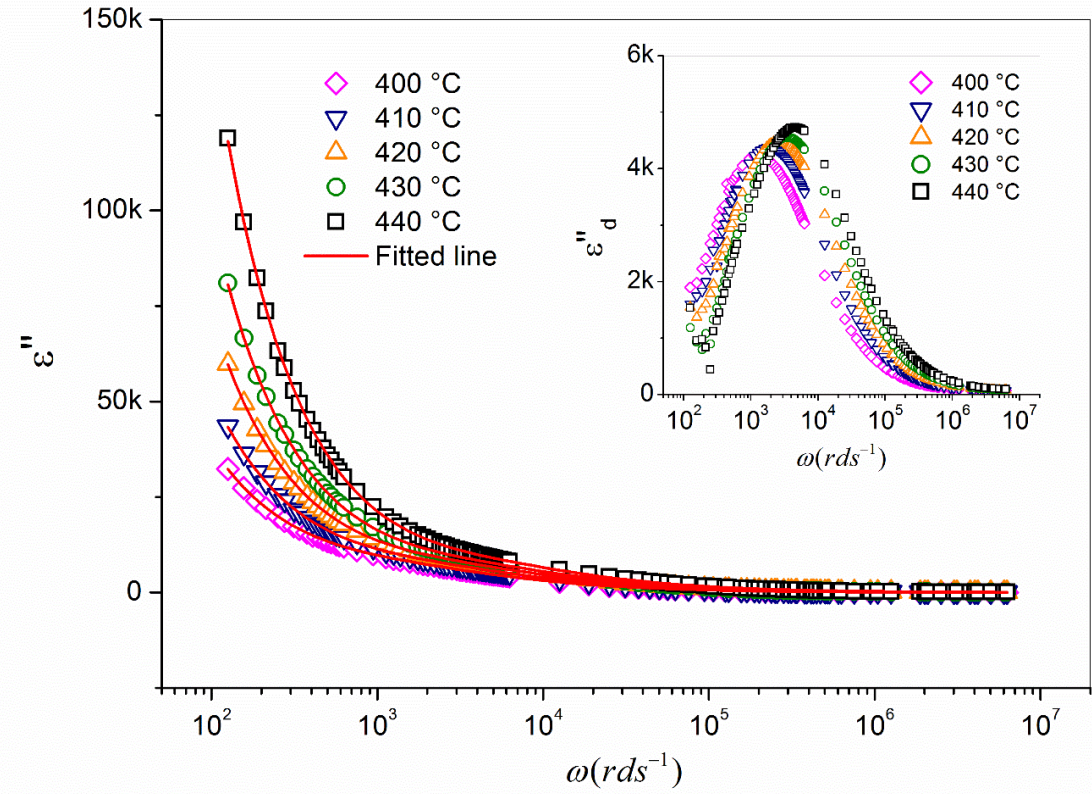 150k
100k
50k
0
ε"
400 °C
410 °C
420 °C
430 °C
440 °C
Fitted line
10²
10³
10⁴
10⁵
10⁶
10⁷
ω(rds⁻¹)
6k
4k
2k
0
ε"d
400 °C
410 °C
420 °C
430 °C
440 °C
10²
10³
10⁴
10⁵
10⁶
10⁷
ω(rds⁻¹)